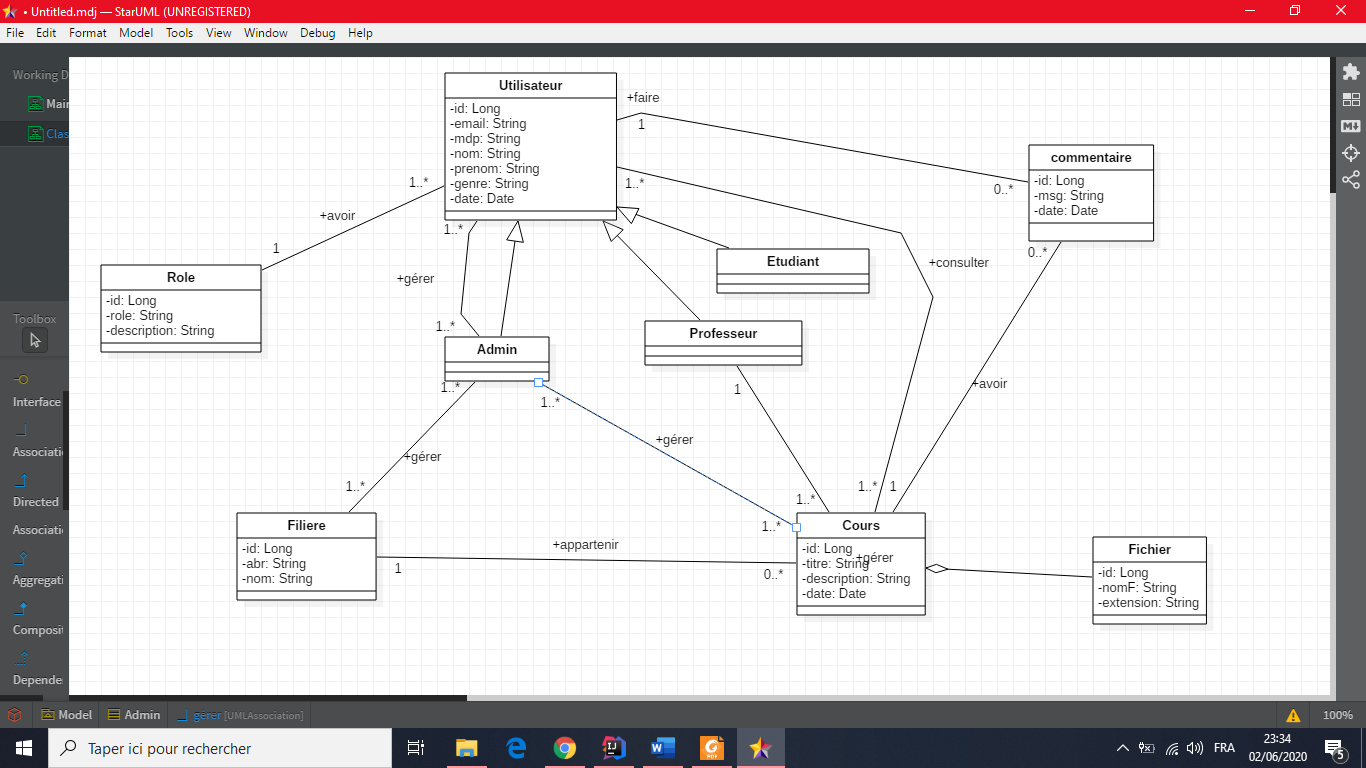 • Untitled.mdj — StarUML (UNREGISTERED)
File Edit Format Model Tools View Window Debug Help
Working D
Main
Clas
Toolbox
Interface
Associati
Directed
Associati
Aggregati
Composit
Depende
Utilisateur
-id: Long
-email: String
-mdp: String
-nom: String
-prenom: String
-genre: String
-date: Date
+faire
1
0..*
commentaire
-id: Long
-msg: String
-date: Date
0..*
1..*
+avoir
1
Role
-id: Long
-role: String
-description: String
1..*
+gérer
1..*
Admin
1..*
1..*
+consulter
Etudiant
Professeur
1
1..*
+gérer
+avoir
+gérer
1..*
1..*
1..*
1..*
1
Filiere
-id: Long
-abr: String
-nom: String
1
+appartenir
0..*
Cours
-id: Long
-titre: String
-description: String
-date: Date
+gérer
Fichier
-id: Long
-nomF: String
-extension: String
Model Admin gérer [UMLAssociation] 100%
Taper ici pour rechercher
FRA
23:34
02/06/2020
5